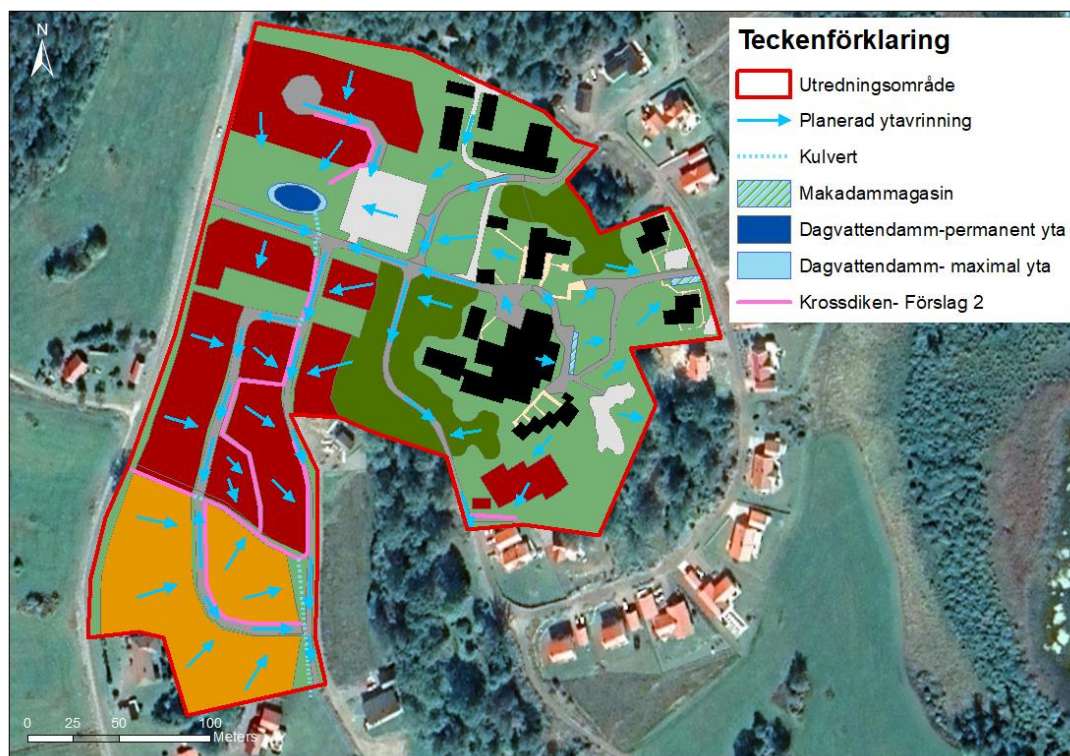 N
Teckenförklaring
Utredningsområde
Planerad ytavrinning
Kulvert
Makadammagasin
Dagvattendamm-permanent yta
Dagvattendamm- maximal yta
Krossdiken- Förslag 2
0 25 50 100
Meters